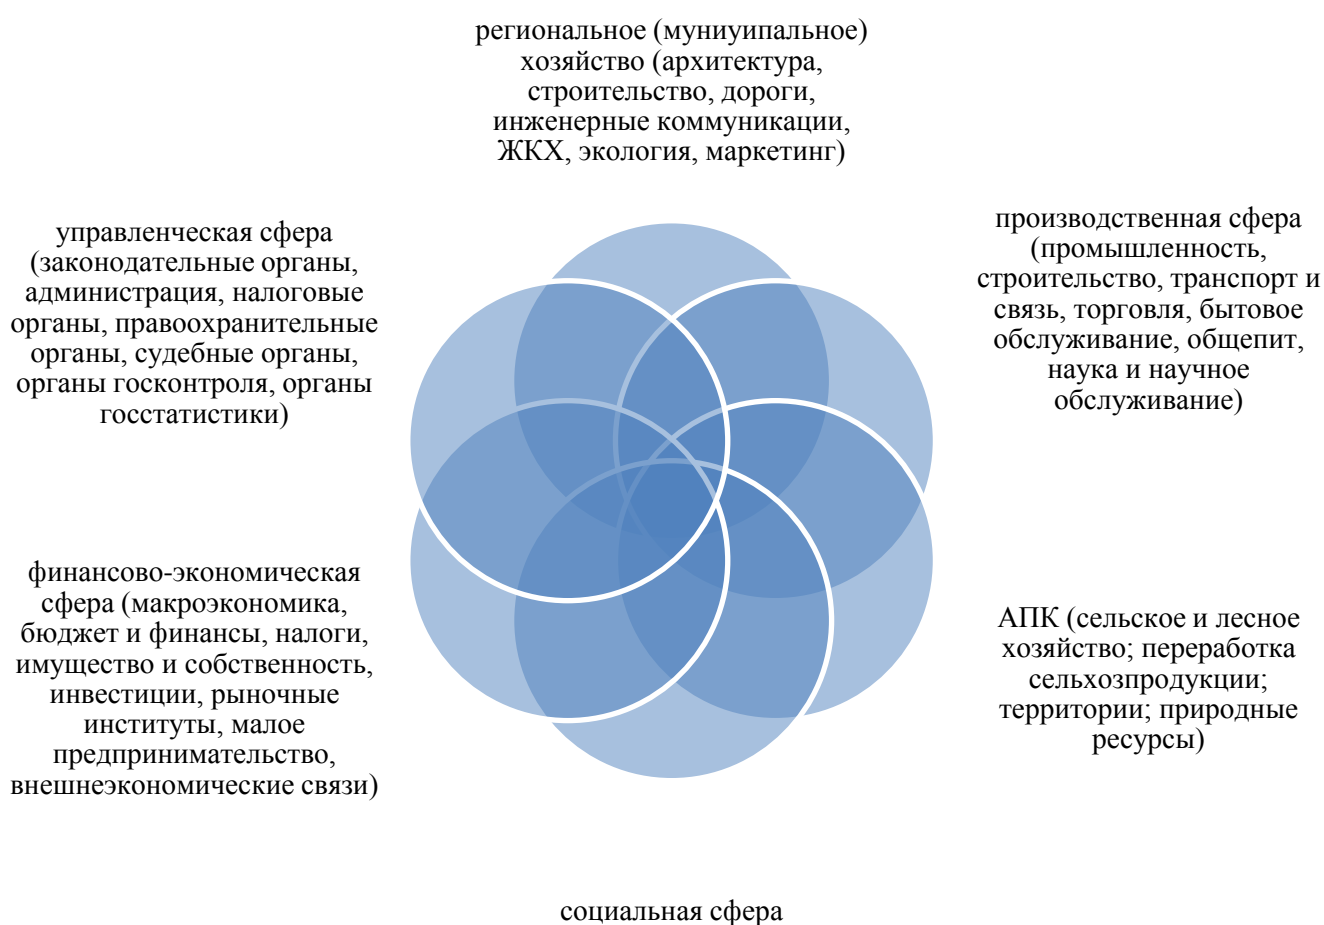 региональное (муниуипальное)
хозяйство (архитектура,
строительство, дороги,
инженерные коммуникации,
ЖКХ, экология, маркетинг)
производственная сфера
(промышленность,
строительство, транспорт и
связь, торговля, бытовое
обслуживание, общепит,
наука и научное
обслуживание)
АПК (сельское и лесное
хозяйство; переработка
сельхозпродукции;
территории; природные
ресурсы)
социальная сфера
финансово-экономическая
сфера (макроэкономика,
бюджет и финансы, налоги,
имущество и собственность,
инвестиции, рыночные
институты, малое
предпринимательство,
внешнеэкономические связи)
управленческая сфера
(законодательные органы,
администрация, налоговые
органы, правоохранительные
органы, судебные органы,
органы госконтроля, органы
госстатистики)